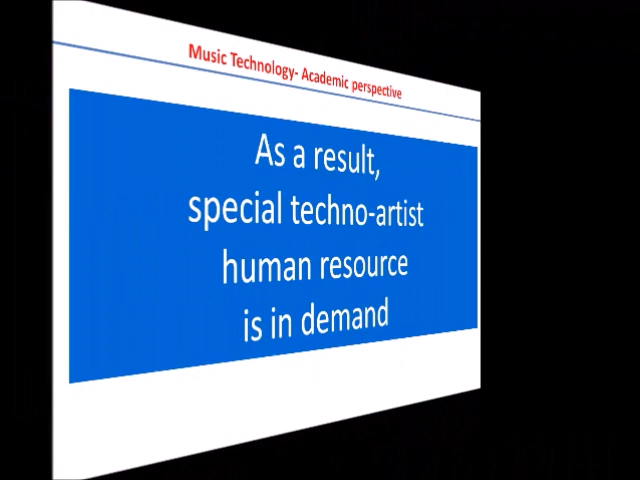 Music Technology- Academic perspective
As a result,
special techno-artist
human resource
is in demand